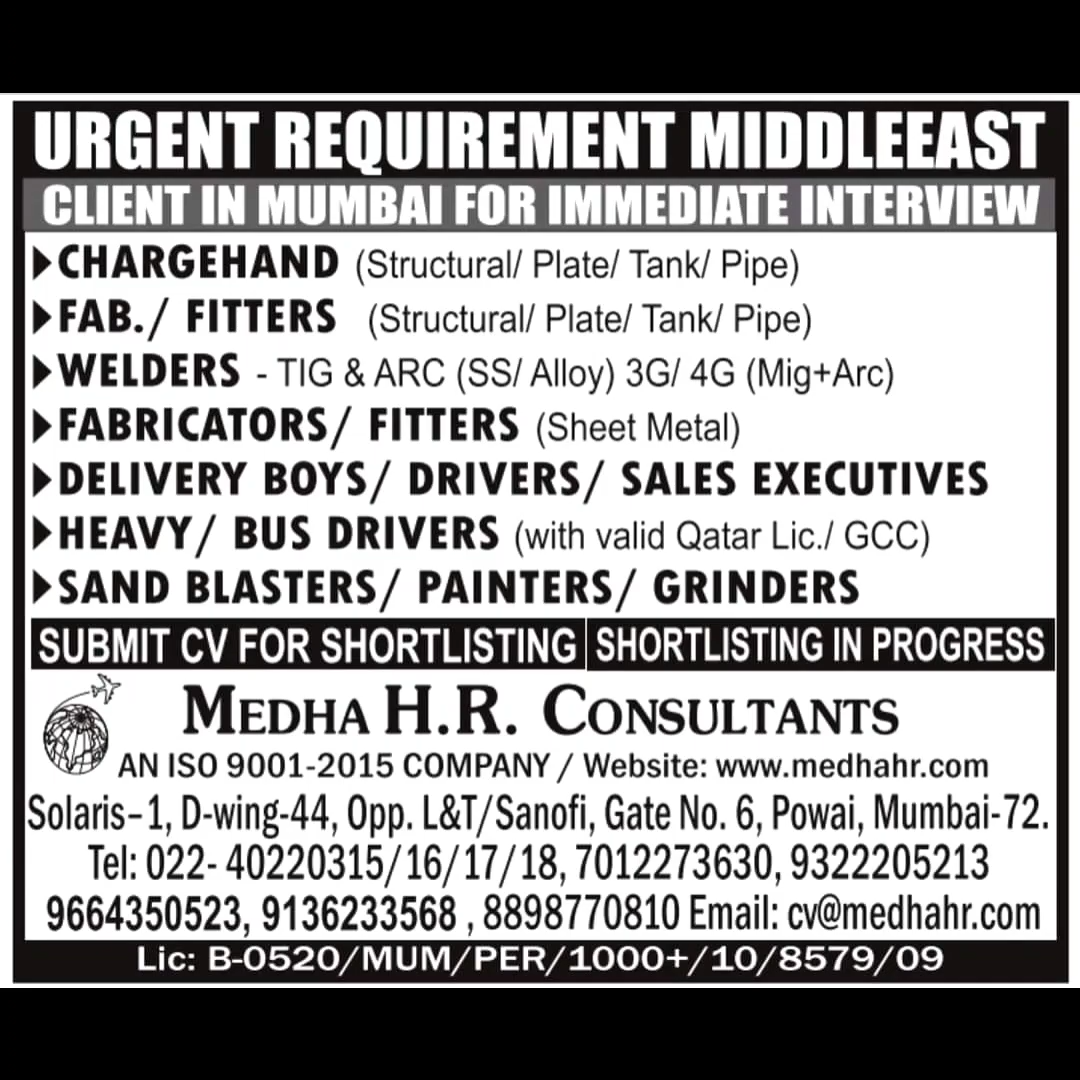 URGENT REQUIREMENT MIDDLEEAST
CLIENT IN MUMBAI FOR IMMEDIATE INTERVIEW
CHARGEHAND (Structural/ Plate/ Tank/ Pipe)
FAB./ FITTERS (Structural/ Plate/ Tank/ Pipe)
WELDERS - TIG & ARC (SS/ Alloy) 3G/ 4G (Mig+Arc)
FABRICATORS/ FITTERS (Sheet Metal)
DELIVERY BOYS/ DRIVERS/ SALES EXECUTIVES
HEAVY/ BUS DRIVERS (with valid Qatar Lic./ GCC)
SAND BLASTERS/ PAINTERS/ GRINDERS
SUBMIT CV FOR SHORTLISTING SHORTLISTING IN PROGRESS
MEDHA H.R. CONSULTANTS
AN ISO 9001-2015 COMPANY / Website: www.medhahr.com
Solaris-1, D-wing-44, Opp. L&T/Sanofi, Gate No. 6, Powai, Mumbai-72.
Tel: 022- 40220315/16/17/18, 7012273630, 9322205213
9664350523, 9136233568 , 8898770810 Email: cv@medhahr.com
Lic: B-0520/MUM/PER/1000+/10/8579/09